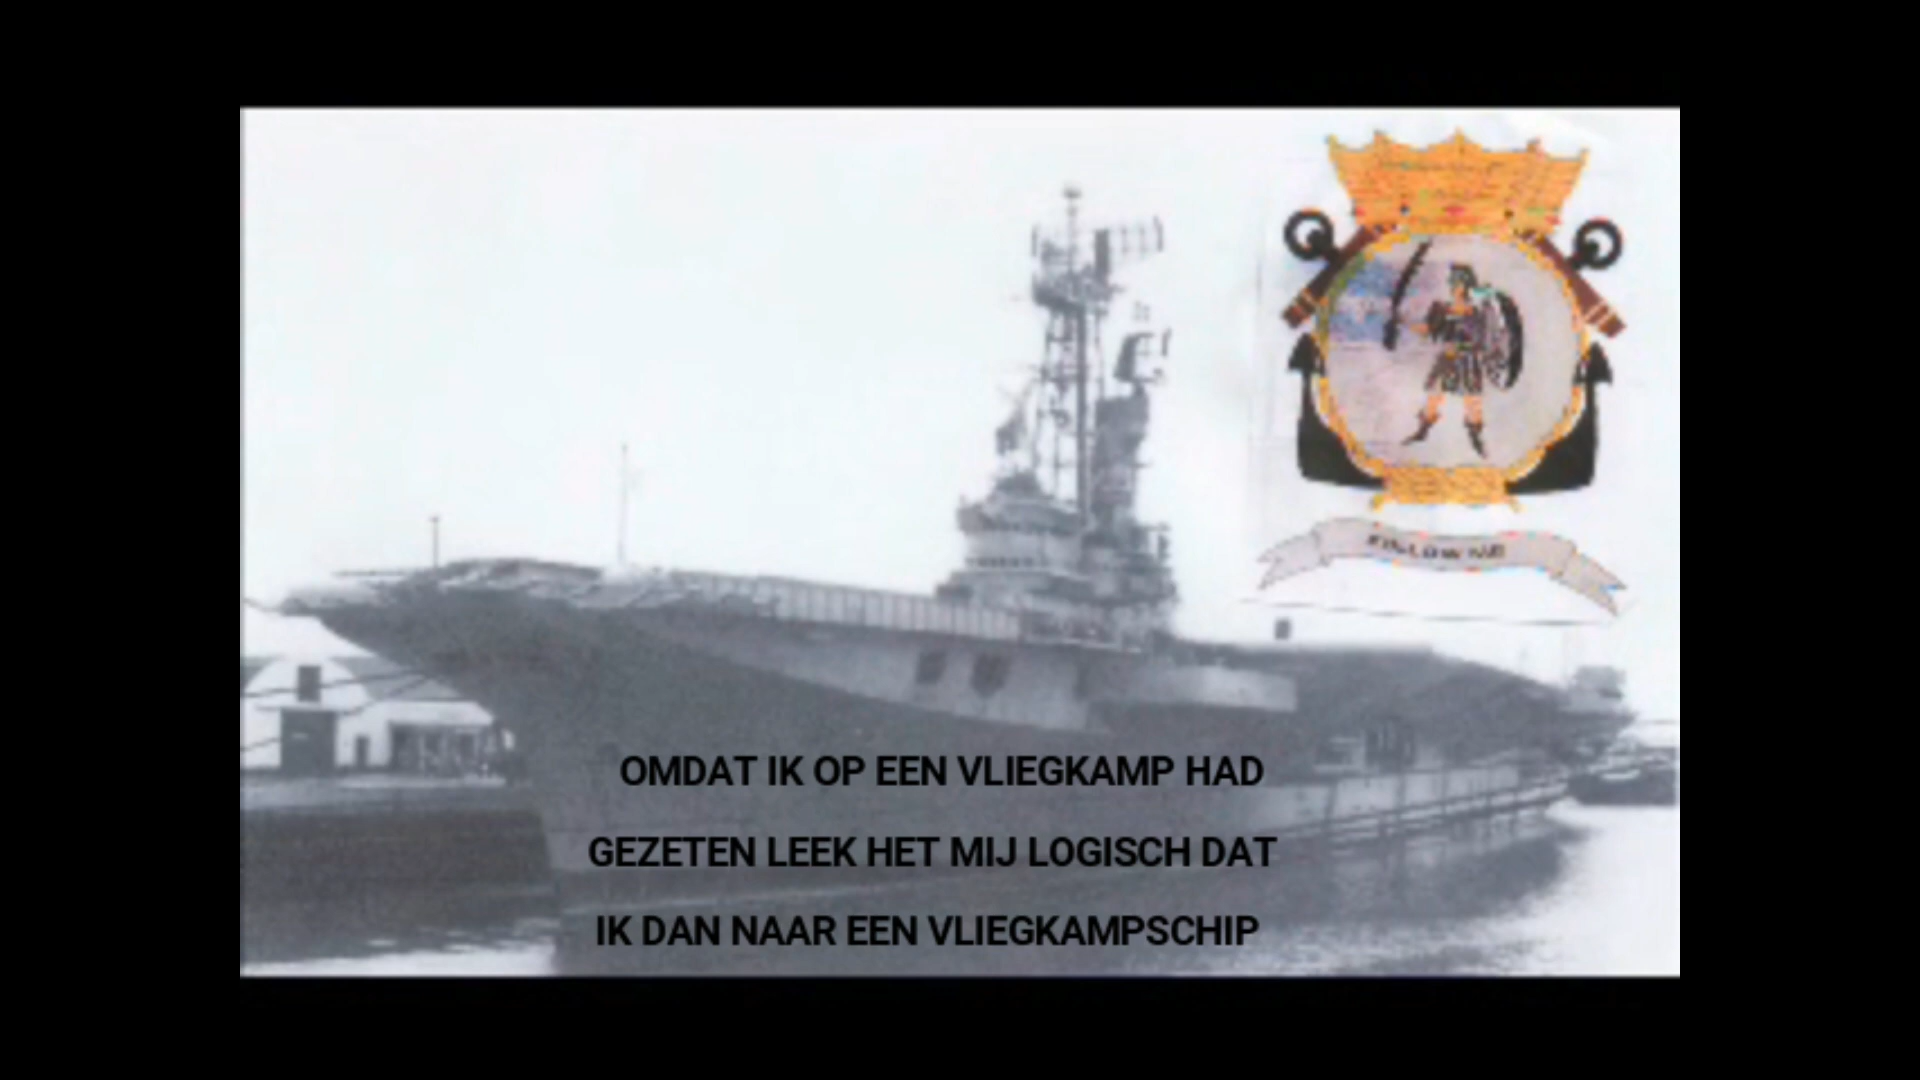 OMDAT IK OP EEN VLIEGKAMP HAD
GEZETEN LEEK HET MIJ LOGISCH DAT
IK DAN NAAR EEN VLIEGKAMPSCHIP